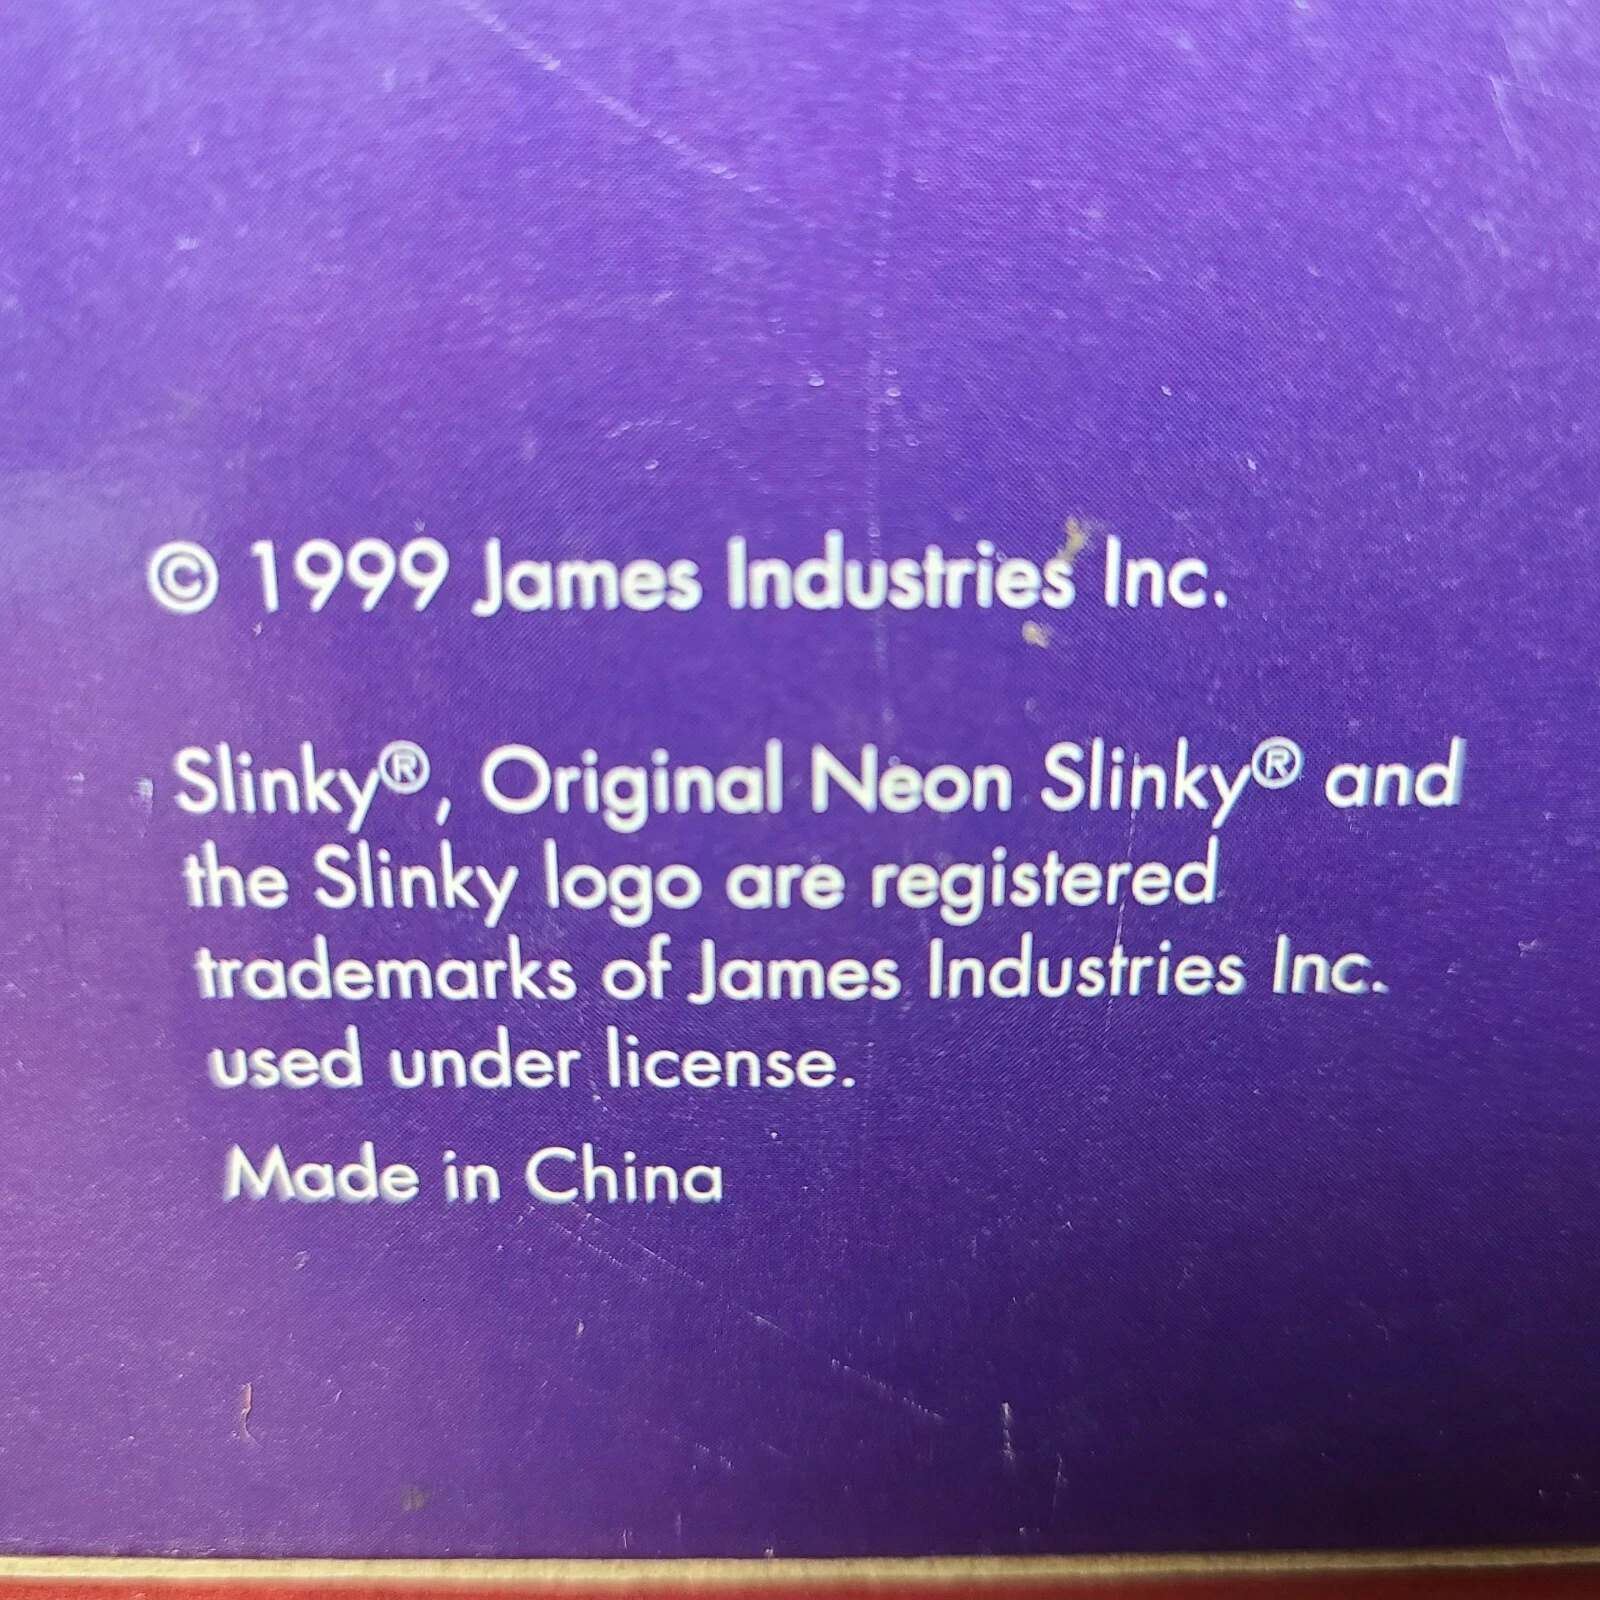 © 1999 James Industries Inc.
Slinky®, Original Neon Slinky® and
the Slinky logo are registered
trademarks of James Industries Inc.
used under license.
Made in China